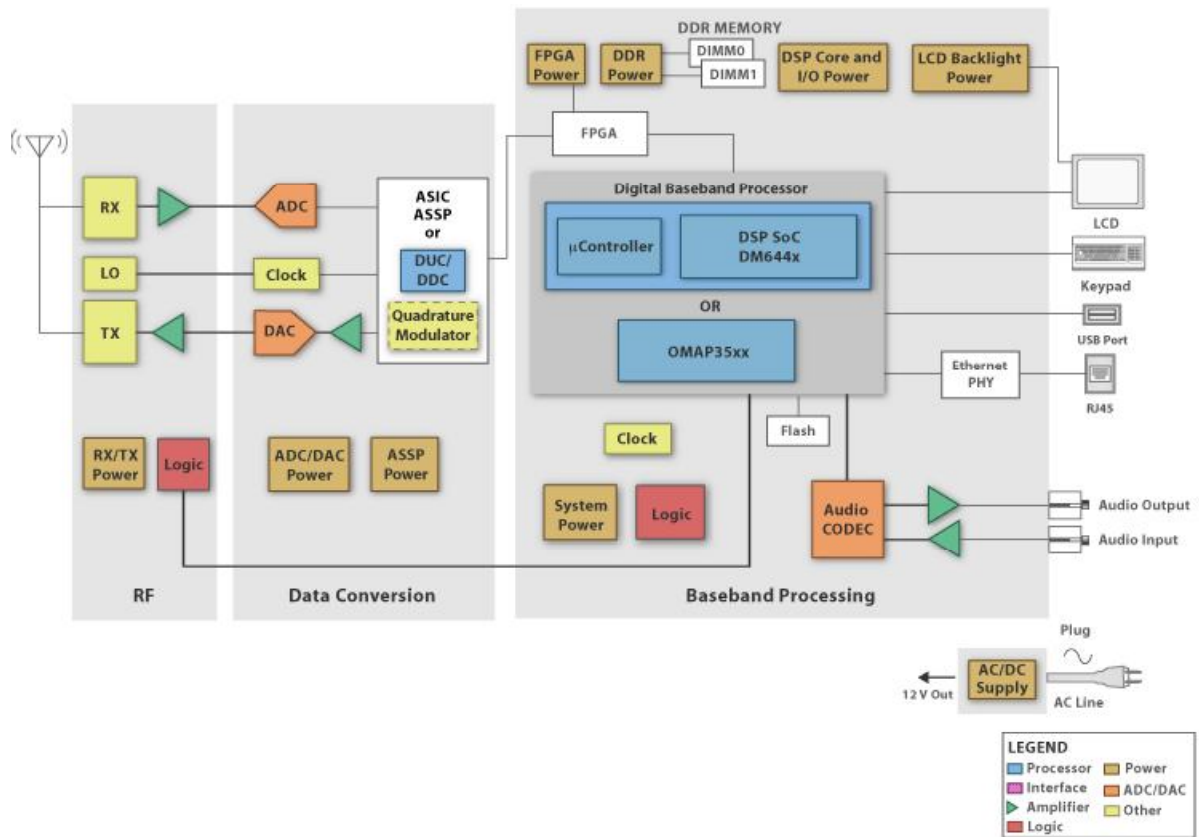 DDR MEMORY
FPGA
Power
DDR
Power
DIMM0
DIMM1
DSP Core and
I/O Power
LCD Backlight
Power
FPGA
RX
ADC
ASIC
ASSP
or
DUC/
DDC
Quadrature
Modulator
LO
Clock
TX
DAC
Digital Baseband Processor
μController
DSP SoC
DM644x
OR
OMAP35xx
LCD
Keypad
USB Port
Ethernet
PHY
RJ45
Flash
Clock
RX/TX
Power
Logic
ADC/DAC
Power
ASSP
Power
System
Power
Logic
Audio
CODEC
Audio Output
Audio Input
RF
Data Conversion
Baseband Processing
Plug
AC/DC
Supply
12 V Out
AC Line
LEGEND
Processor
Power
Interface
ADC/DAC
Amplifier
Other
Logic